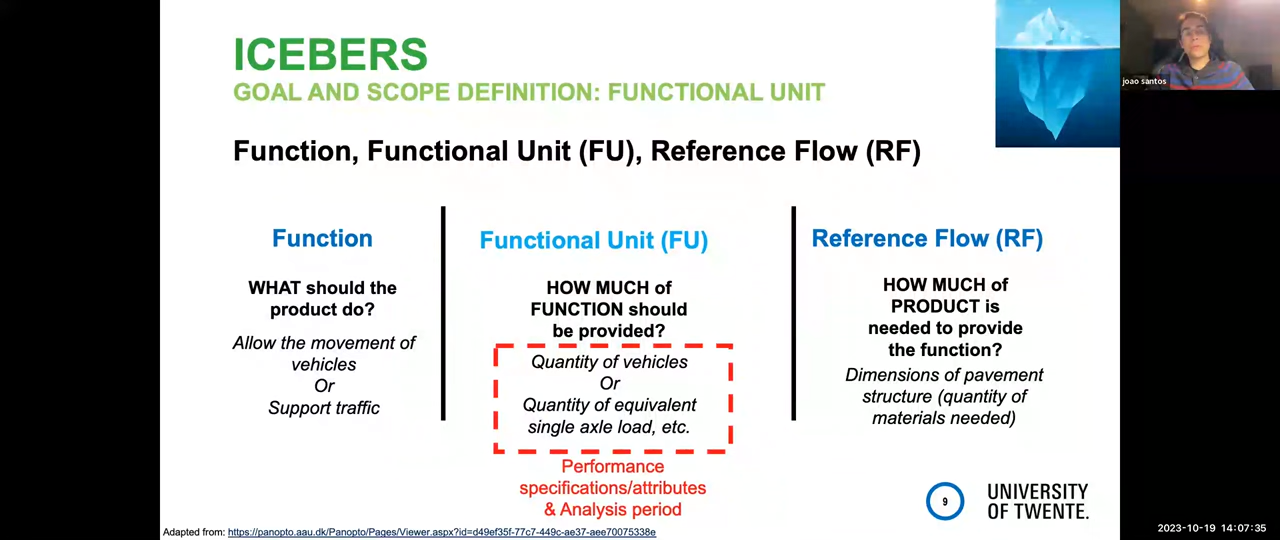 ICEBERS
GOAL AND SCOPE DEFINITION: FUNCTIONAL UNIT
joao santos
Function, Functional Unit (FU), Reference Flow (RF)
Function
WHAT should the
product do?
Allow the movement of
vehicles
Or
Support traffic
Functional Unit (FU)
HOW MUCH of
FUNCTION should
be provided?
Quantity of vehicles
Or
Quantity of equivalent
single axle load, etc.
Performance
specifications/attributes
& Analysis period
Reference Flow (RF)
HOW MUCH of
PRODUCT is
needed to provide
the function?
Dimensions of pavement
structure (quantity of
materials needed)
9
UNIVERSITY
OF TWENTE.
Adapted from: https://panopto.aau.dk/Panopto/Pages/Viewer.aspx?id=d49ef35f-77c7-449c-ae37-aee70075338e
2023-10-19 14:07:35